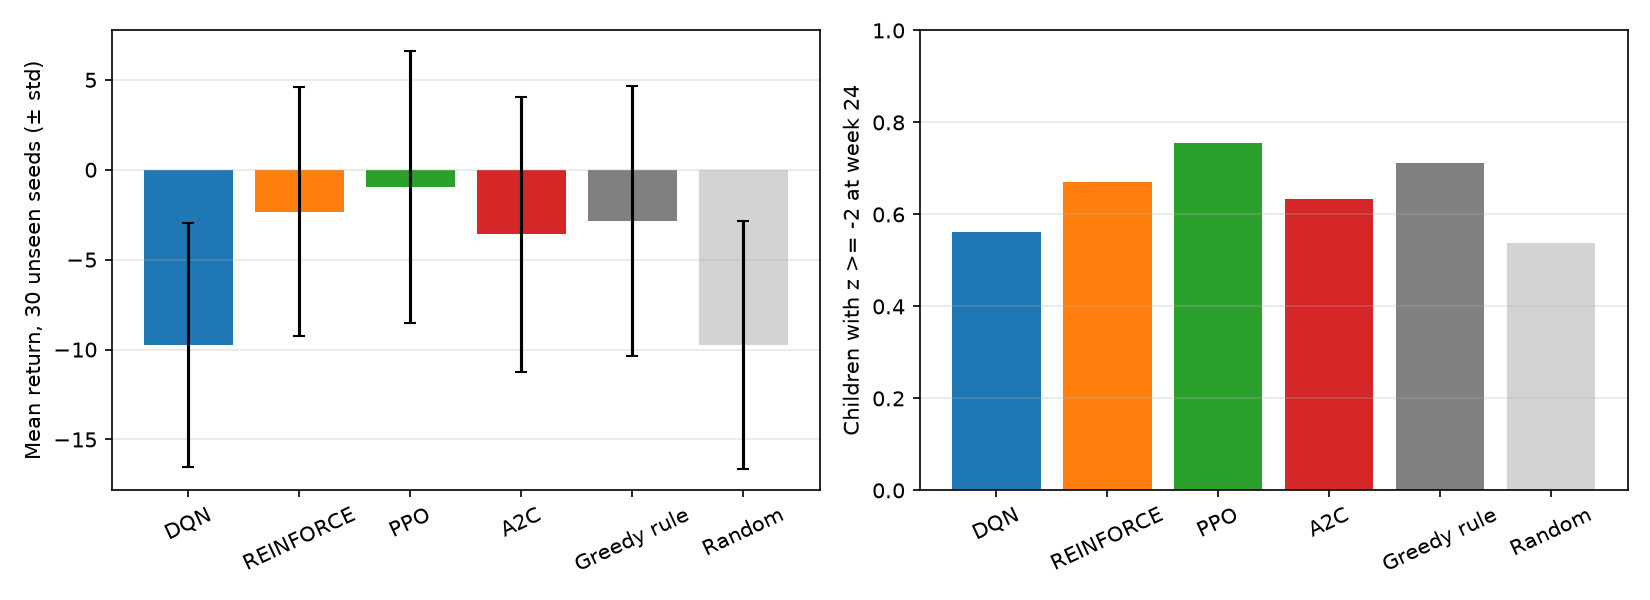 Mean return, 30 unseen seeds (± std)
5
0
−5
−10
−15
DQN
REINFORCE
PPO
A2C
Greedy rule
Random
Children with z >= -2 at week 24
1.0
0.8
0.6
0.4
0.2
0.0
DQN
REINFORCE
PPO
A2C
Greedy rule
Random